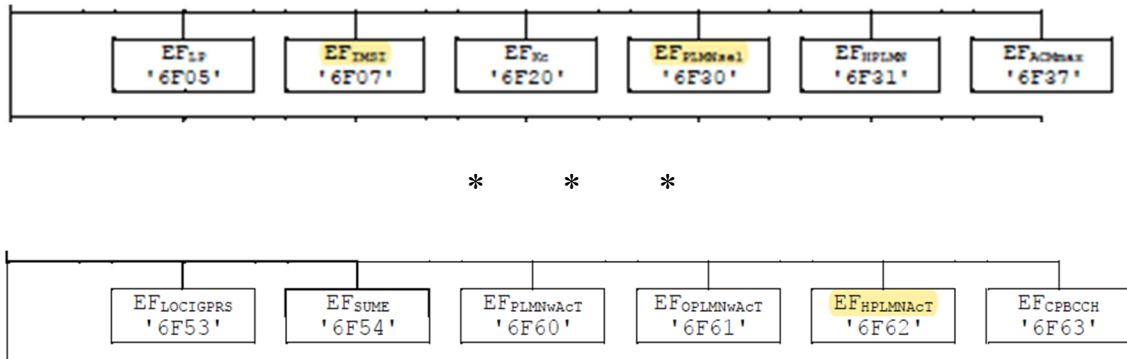 EFLP EFIMSI EFKc EFPLMNsel EFHPLMN EFACMmax
'6F05' '6F07' '6F20' '6F30' '6F31' '6F37'
* * *
EFLOCIGPRS EFSUME EFPLMNwAcT EFOPLMNwAcT EFHPLMNAcT EFCPBCCH
'6F53' '6F54' '6F60' '6F61' '6F62' '6F63'